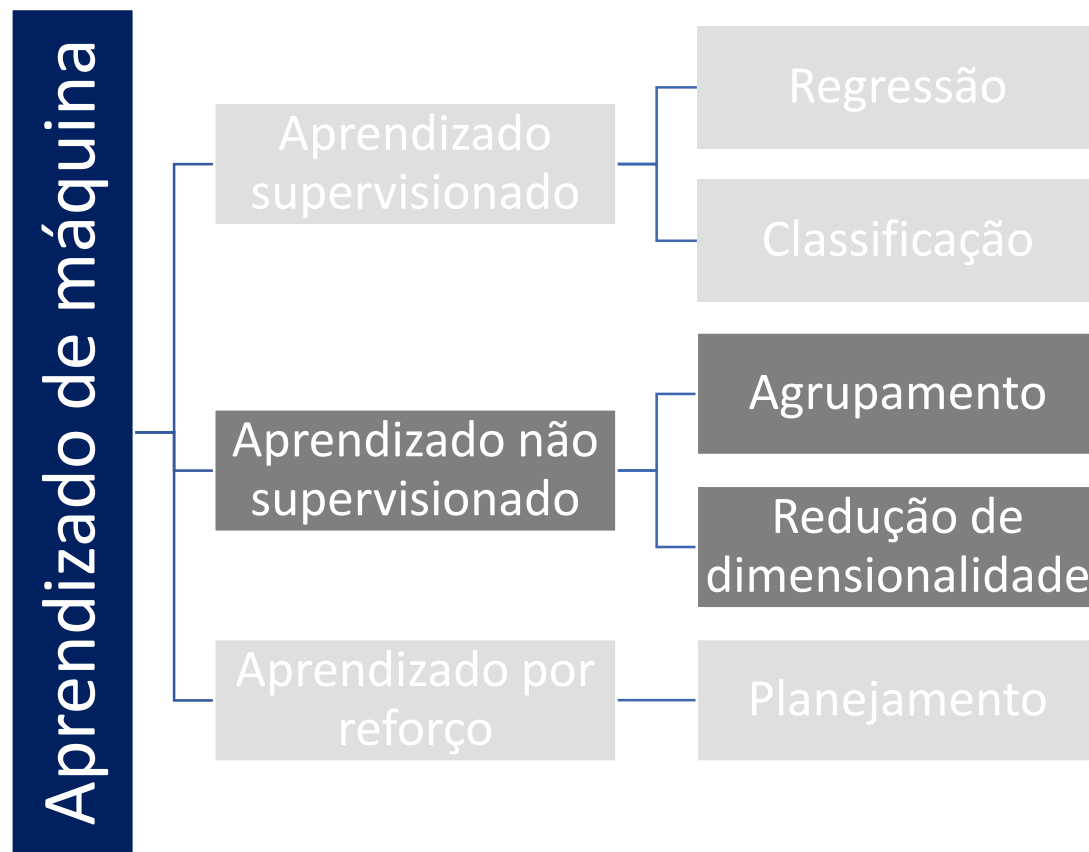 Aprendizado de máquina
Aprendizado
supervisionado
Regressão
Classificação
Aprendizado não
supervisionado
Agrupamento
Redução de
dimensionalidade
Aprendizado por
reforço
Planejamento